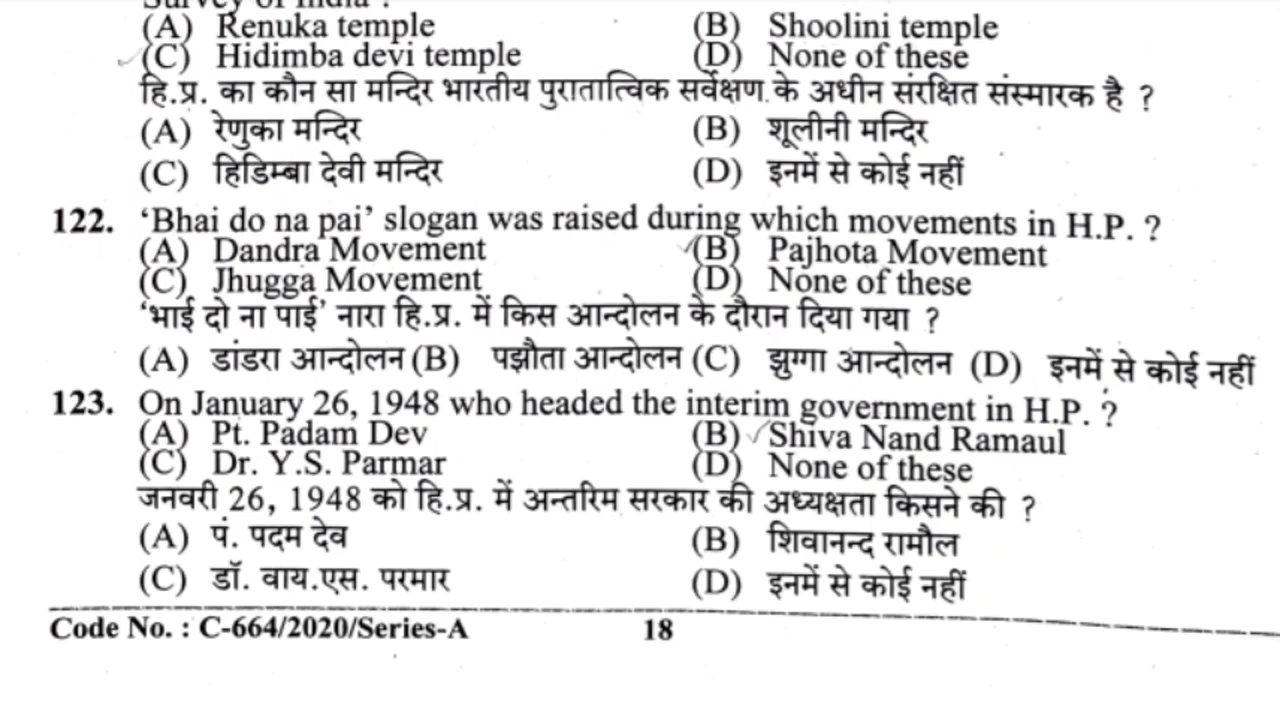 Survey of India ?
(A) Renuka temple (B) Shoolini temple
(C) Hidimba devi temple (D) None of these
हि.प्र. का कौन सा मन्दिर भारतीय पुरातात्विक सर्वेक्षण के अधीन संरक्षित संस्मारक है ?
(A) रेणुका मन्दिर (B) शूलीनी मन्दिर
(C) हिडिम्बा देवी मन्दिर (D) इनमें से कोई नहीं
122. ‘Bhai do na pai’ slogan was raised during which movements in H.P. ?
(A) Dandra Movement (B) Pajhota Movement
(C) Jhugga Movement (D) None of these
‘भाई दो ना पाई’ नारा हि.प्र. में किस आन्दोलन के दौरान दिया गया ?
(A) डांडरा आन्दोलन (B) पझौता आन्दोलन (C) झुग्गा आन्दोलन (D) इनमें से कोई नहीं
123. On January 26, 1948 who headed the interim government in H.P. ?
(A) Pt. Padam Dev (B) Shiva Nand Ramaul
(C) Dr. Y.S. Parmar (D) None of these
जनवरी 26, 1948 को हि.प्र. में अन्तरिम सरकार की अध्यक्षता किसने की ?
(A) पं. पदम देव (B) शिवानन्द रामौल
(C) डॉ. वाय.एस. परमार (D) इनमें से कोई नहीं
Code No. : C-664/2020/Series-A 18